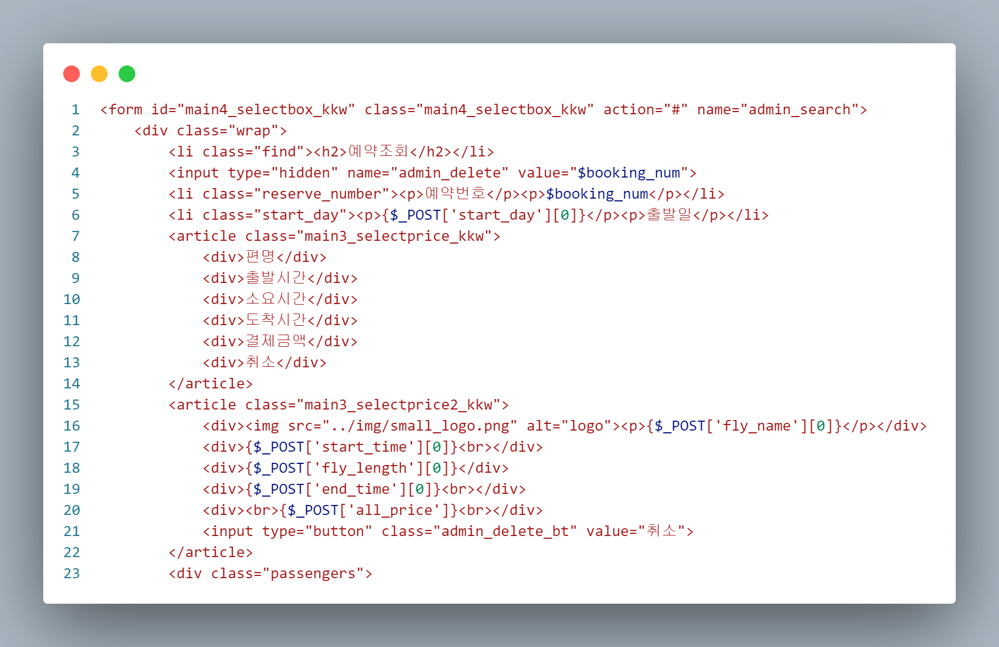 1 <form id="main4_selectbox_kkw" class="main4_selectbox_kkw" action="#" name="admin_search">
2     <div class="wrap">
3         <li class="find"><h2>예약조회</h2></li>
4         <input type="hidden" name="admin_delete" value="$booking_num">
5         <li class="reserve_number"><p>예약번호</p><p>$booking_num</p></li>
6         <li class="start_day"><p>{$_POST['start_day'][0]}</p><p>출발일</p></li>
7         <article class="main3_selectprice_kkw">
8             <div>편명</div>
9             <div>출발시간</div>
10             <div>소요시간</div>
11             <div>도착시간</div>
12             <div>결제금액</div>
13             <div>취소</div>
14         </article>
15         <article class="main3_selectprice2_kkw">
16             <div><img src="../img/small_logo.png" alt="logo"><p>{$_POST['fly_name'][0]}</p></div>
17             <div>{$_POST['start_time'][0]}<br></div>
18             <div>{$_POST['fly_length'][0]}</div>
19             <div>{$_POST['end_time'][0]}<br></div>
20             <div><br>{$_POST['all_price']}<br></div>
21             <input type="button" class="admin_delete_bt" value="취소">
22         </article>
23         <div class="passengers">